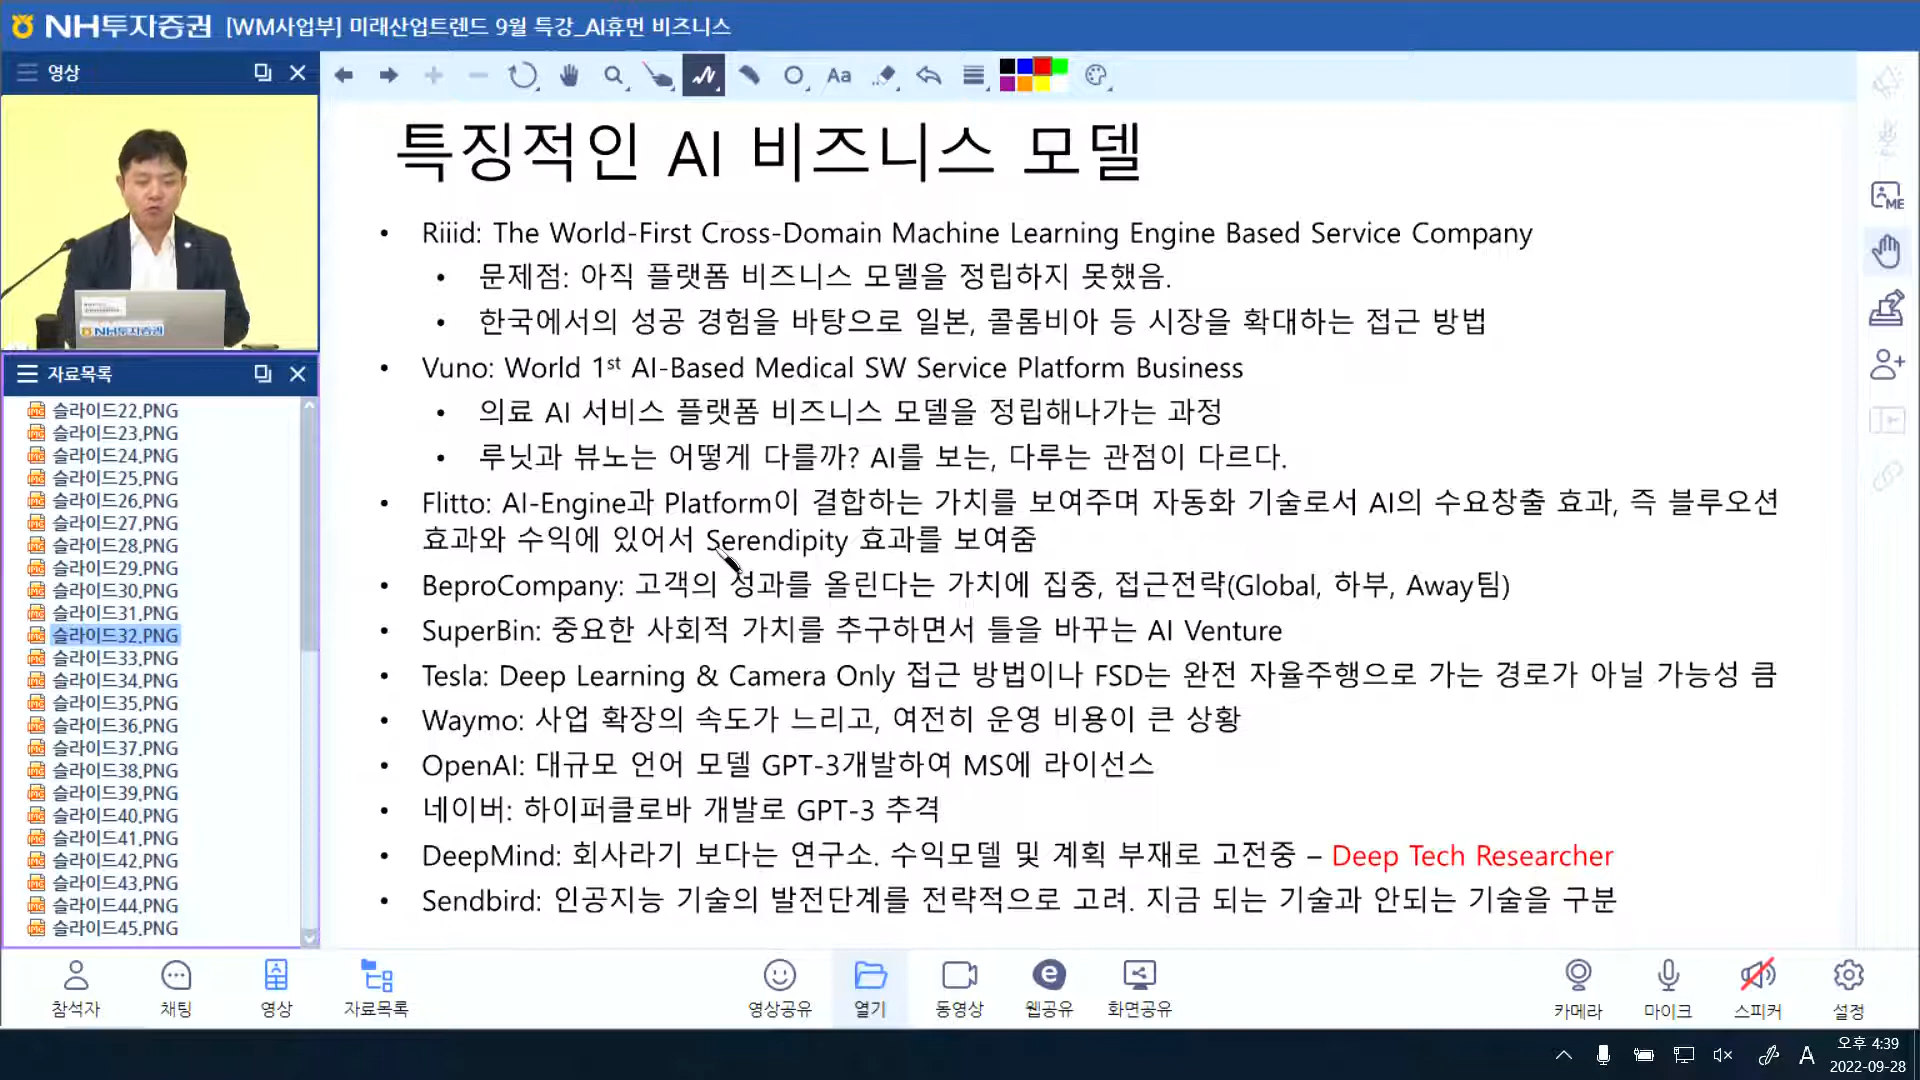 NH투자증권 [WM사업부] 미래산업트렌드 9월 특강_AI휴먼 비즈니스
영상
NH투자증권
자료목록
슬라이드22.PNG
슬라이드23.PNG
슬라이드24.PNG
슬라이드25.PNG
슬라이드26.PNG
슬라이드27.PNG
슬라이드28.PNG
슬라이드29.PNG
슬라이드30.PNG
슬라이드31.PNG
슬라이드32.PNG
슬라이드33.PNG
슬라이드34.PNG
슬라이드35.PNG
슬라이드36.PNG
슬라이드37.PNG
슬라이드38.PNG
슬라이드39.PNG
슬라이드40.PNG
슬라이드41.PNG
슬라이드42.PNG
슬라이드43.PNG
슬라이드44.PNG
슬라이드45.PNG
Aa
특징적인 AI 비즈니스 모델
• Riiid: The World-First Cross-Domain Machine Learning Engine Based Service Company
• 문제점: 아직 플랫폼 비즈니스 모델을 정립하지 못했음.
• 한국에서의 성공 경험을 바탕으로 일본, 콜롬비아 등 시장을 확대하는 접근 방법
• Vuno: World 1st AI-Based Medical SW Service Platform Business
• 의료 AI 서비스 플랫폼 비즈니스 모델을 정립해나가는 과정
• 루닛과 뷰노는 어떻게 다를까? AI를 보는, 다루는 관점이 다르다.
• Flitto: AI-Engine과 Platform이 결합하는 가치를 보여주며 자동화 기술로서 AI의 수요창출 효과, 즉 블루오션
효과와 수익에 있어서 Serendipity 효과를 보여줌
• BeproCompany: 고객의 성과를 올린다는 가치에 집중, 접근전략(Global, 하부, Away팀)
• SuperBin: 중요한 사회적 가치를 추구하면서 틀을 바꾸는 AI Venture
• Tesla: Deep Learning & Camera Only 접근 방법이나 FSD는 완전 자율주행으로 가는 경로가 아닐 가능성 큼
• Waymo: 사업 확장의 속도가 느리고, 여전히 운영 비용이 큰 상황
• OpenAI: 대규모 언어 모델 GPT-3개발하여 MS에 라이선스
• 네이버: 하이퍼클로바 개발로 GPT-3 추격
• DeepMind: 회사라기 보다는 연구소. 수익모델 및 계획 부재로 고전중 – Deep Tech Researcher
• Sendbird: 인공지능 기술의 발전단계를 전략적으로 고려. 지금 되는 기술과 안되는 기술을 구분
ME
참석자 채팅 영상 자료목록 영상공유 열기 동영상 웹공유 화면공유 카메라 마이크 스피커 설정
A 오후 4:39
2022-09-28